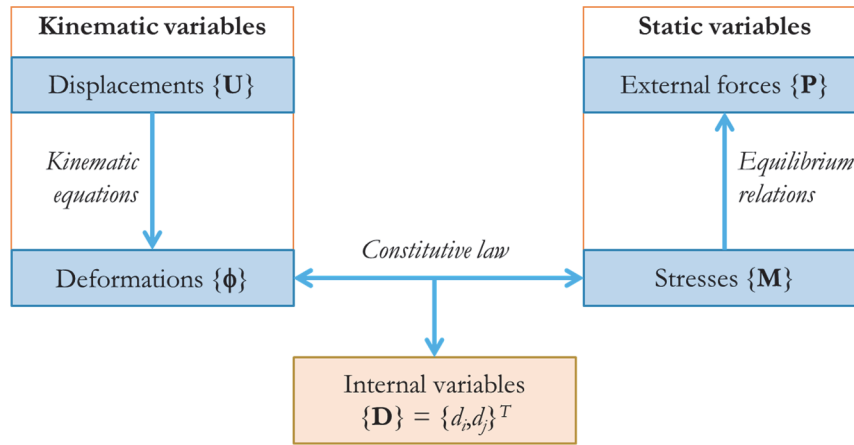 Kinematic variables
Displacements {U}
Kinematic
equations
Deformations {ϕ}
Static variables
External forces {P}
Equilibrium
relations
Stresses {M}
Constitutive law
Internal variables
{D} = {dᵢ,dⱼ}ᵀ